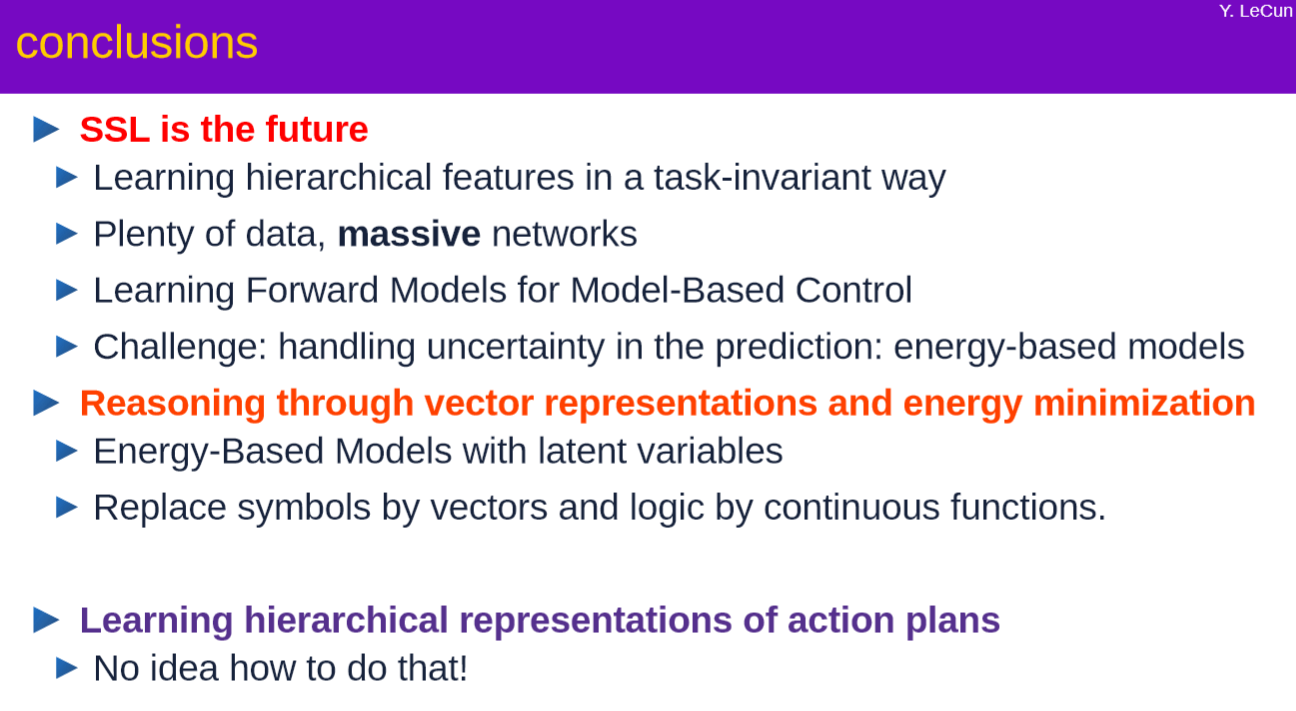 Y. LeCun
conclusions
SSL is the future
Learning hierarchical features in a task-invariant way
Plenty of data, massive networks
Learning Forward Models for Model-Based Control
Challenge: handling uncertainty in the prediction: energy-based models
Reasoning through vector representations and energy minimization
Energy-Based Models with latent variables
Replace symbols by vectors and logic by continuous functions.
Learning hierarchical representations of action plans
No idea how to do that!